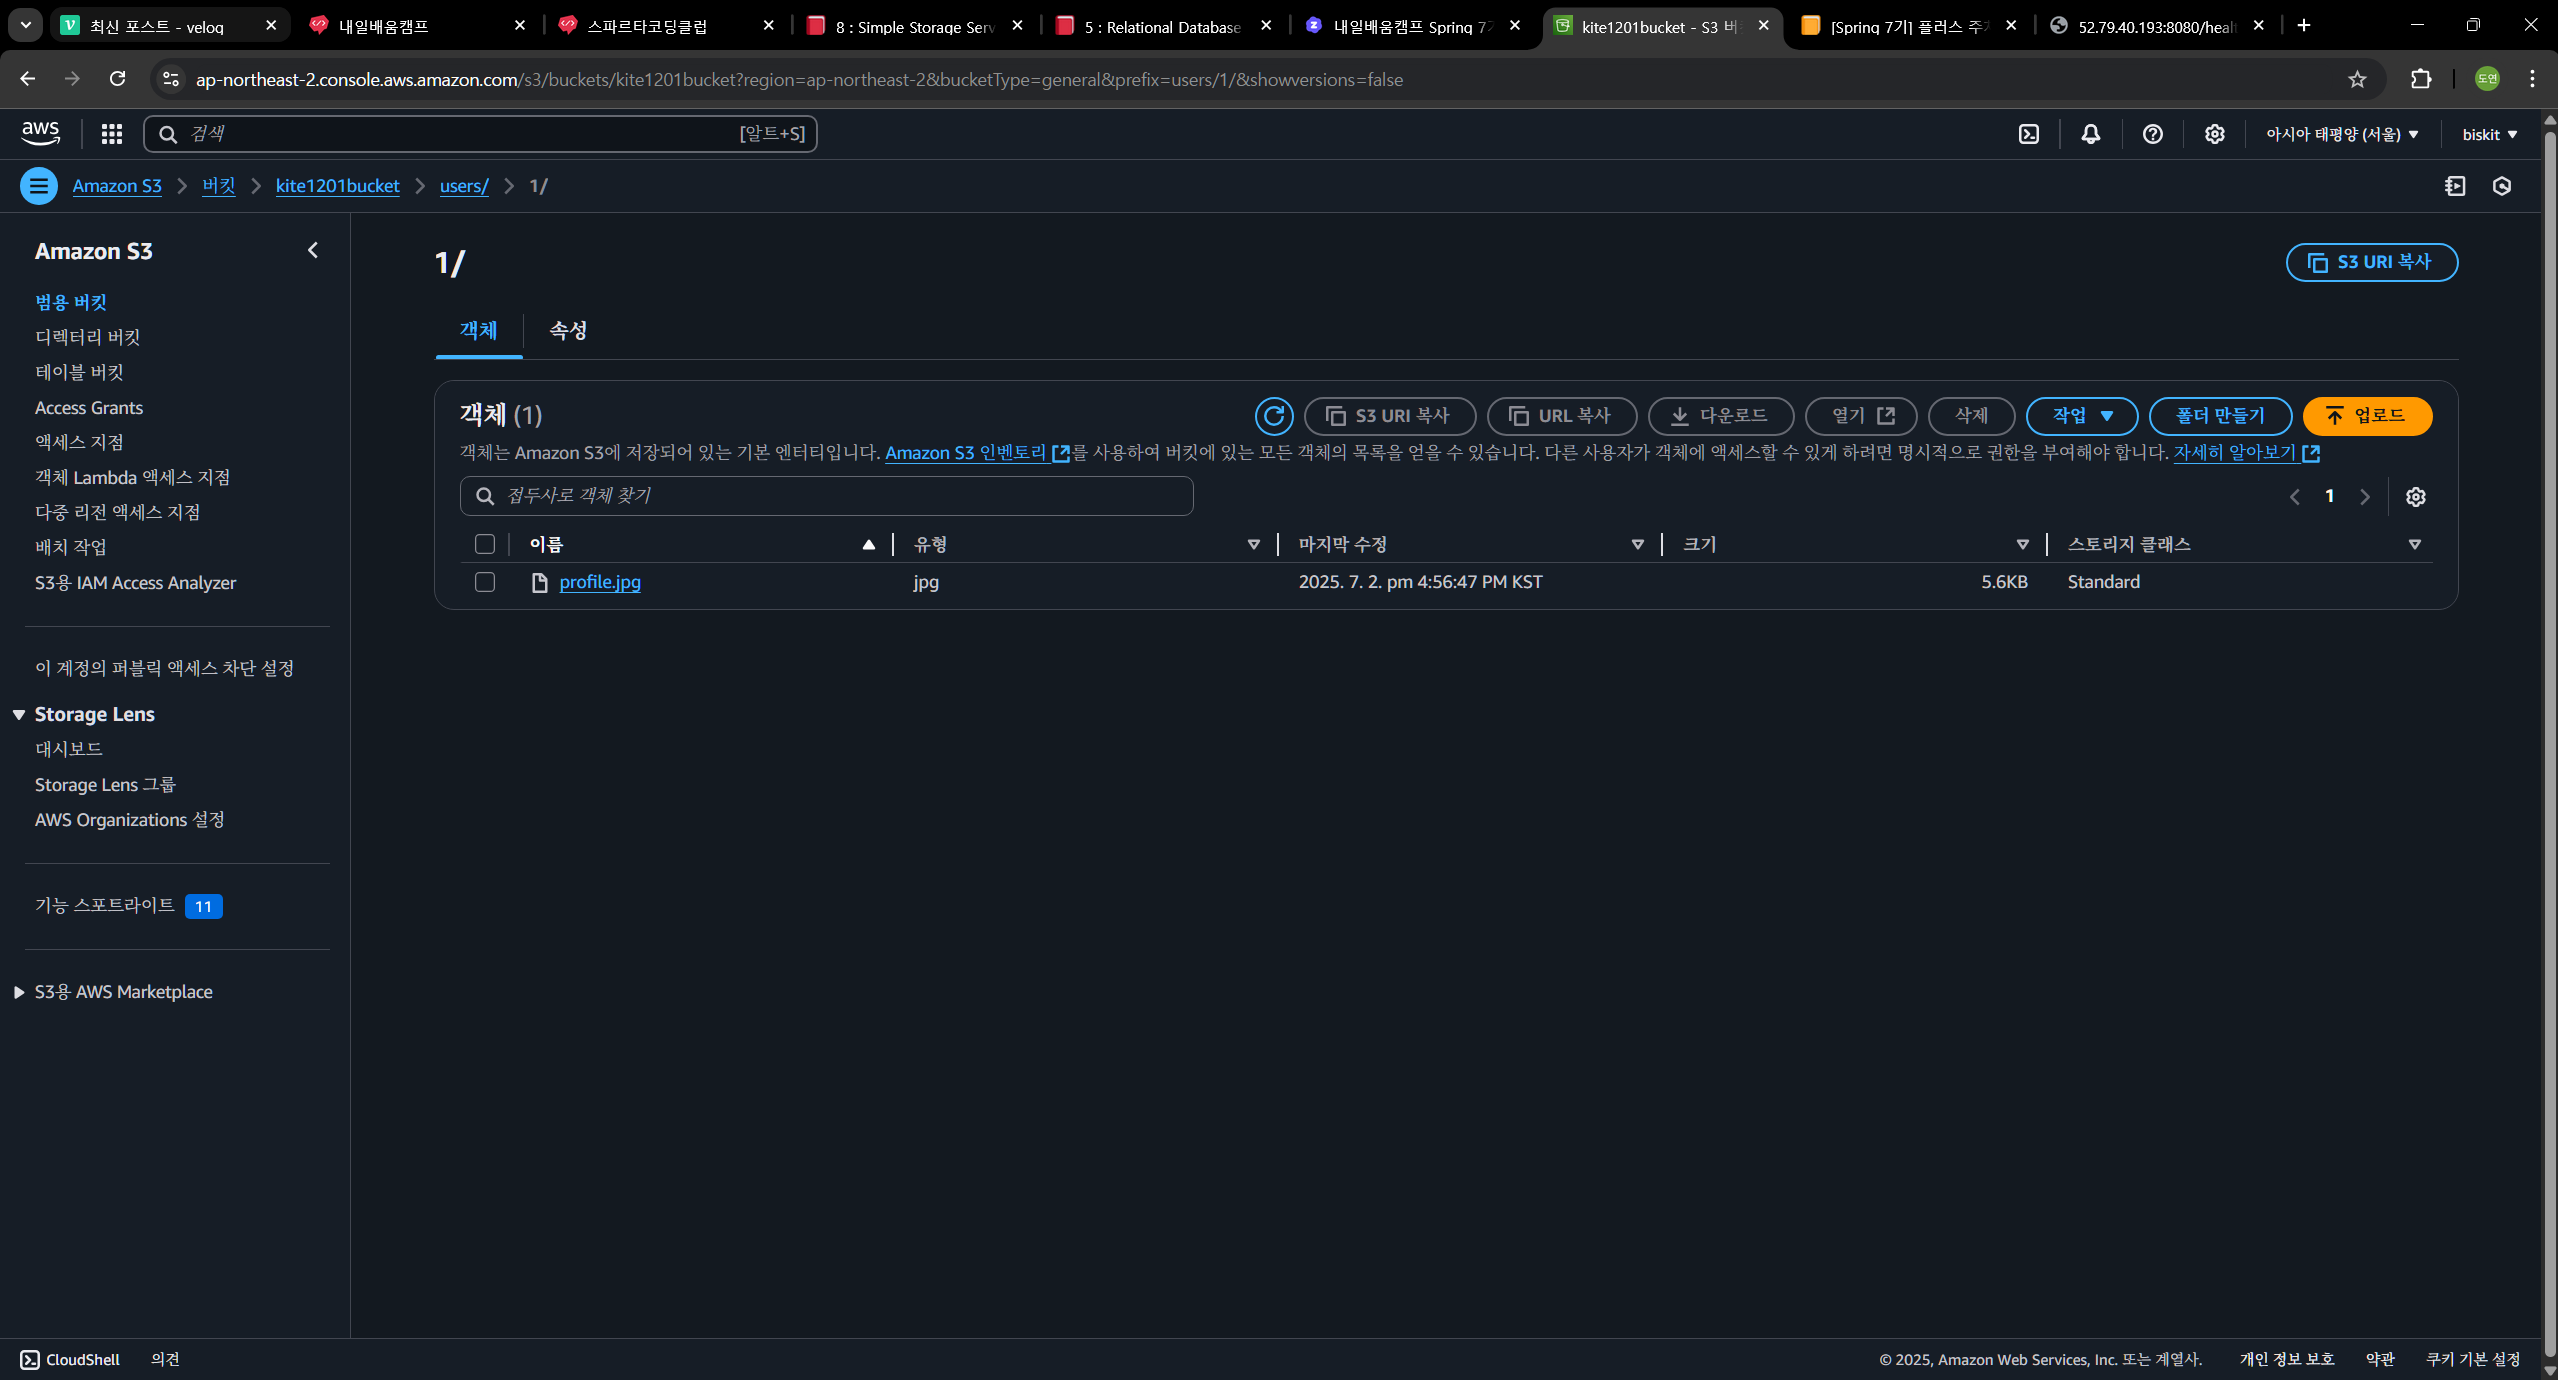 최신 포스트 - velog
내일배움캠프
스파르타코딩클럽
8 : Simple Storage Serv
5 : Relational Database
내일배움캠프 Spring 7
kite1201bucket - S3 버
[Spring 7기] 플러스 주
52.79.40.193:8080/healt
ap-northeast-2.console.aws.amazon.com/s3/buckets/kite1201bucket?region=ap-northeast-2&bucketType=general&prefix=users/1/&showversions=false
도연
aws
검색
[알트+S]
아시아 태평양 (서울)
biskit
Amazon S3
버킷
kite1201bucket
users/
1/
Amazon S3
범용 버킷
디렉터리 버킷
테이블 버킷
Access Grants
액세스 지점
객체 Lambda 액세스 지점
다중 리전 액세스 지점
배치 작업
S3용 IAM Access Analyzer
이 계정의 퍼블릭 액세스 차단 설정
Storage Lens
대시보드
Storage Lens 그룹
AWS Organizations 설정
기능 스포트라이트 11
S3용 AWS Marketplace
1/
S3 URI 복사
객체
속성
객체 (1)
S3 URI 복사
URL 복사
다운로드
열기
삭제
작업
폴더 만들기
업로드
객체는 Amazon S3에 저장되어 있는 기본 엔터티입니다. Amazon S3 인벤토리를 사용하여 버킷에 있는 모든 객체의 목록을 얻을 수 있습니다. 다른 사용자가 객체에 액세스할 수 있게 하려면 명시적으로 권한을 부여해야 합니다. 자세히 알아보기
접두사로 객체 찾기
1
이름 유형 마지막 수정 크기 스토리지 클래스
profile.jpg jpg 2025. 7. 2. pm 4:56:47 PM KST 5.6KB Standard
CloudShell
의견
© 2025, Amazon Web Services, Inc. 또는 계열사.
개인 정보 보호
약관
쿠키 기본 설정